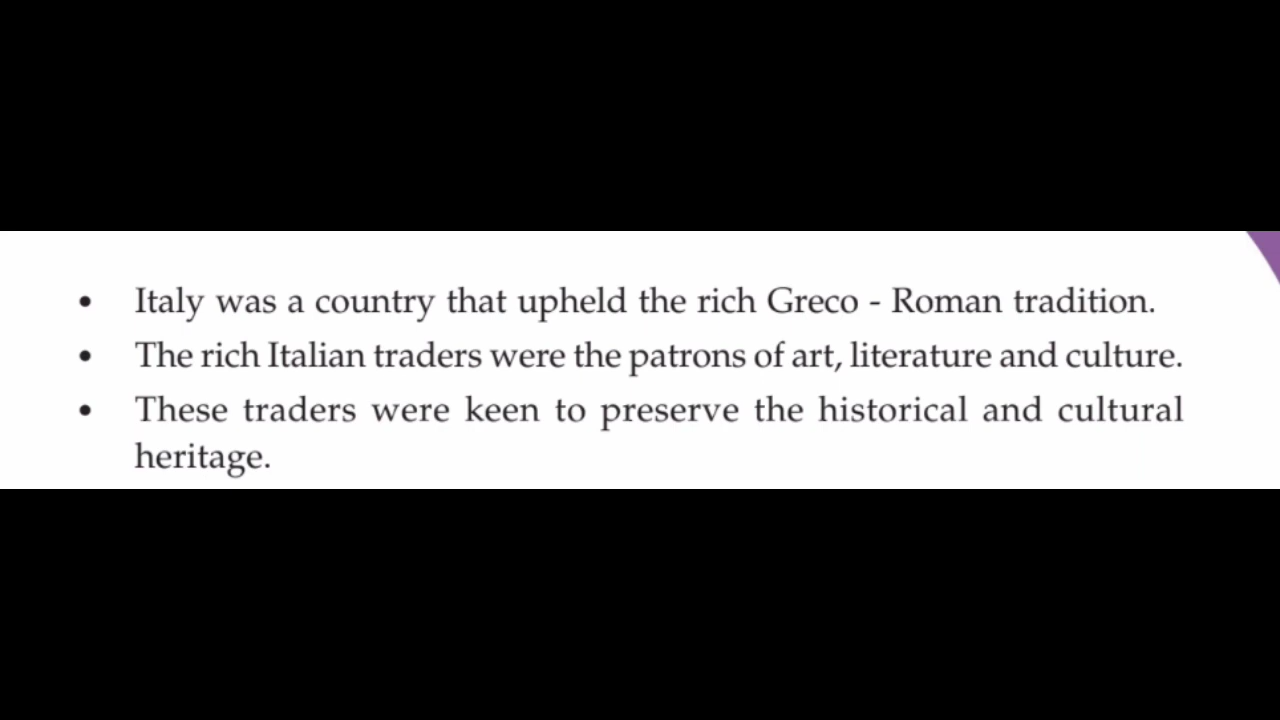 • Italy was a country that upheld the rich Greco - Roman tradition.
• The rich Italian traders were the patrons of art, literature and culture.
• These traders were keen to preserve the historical and cultural
heritage.